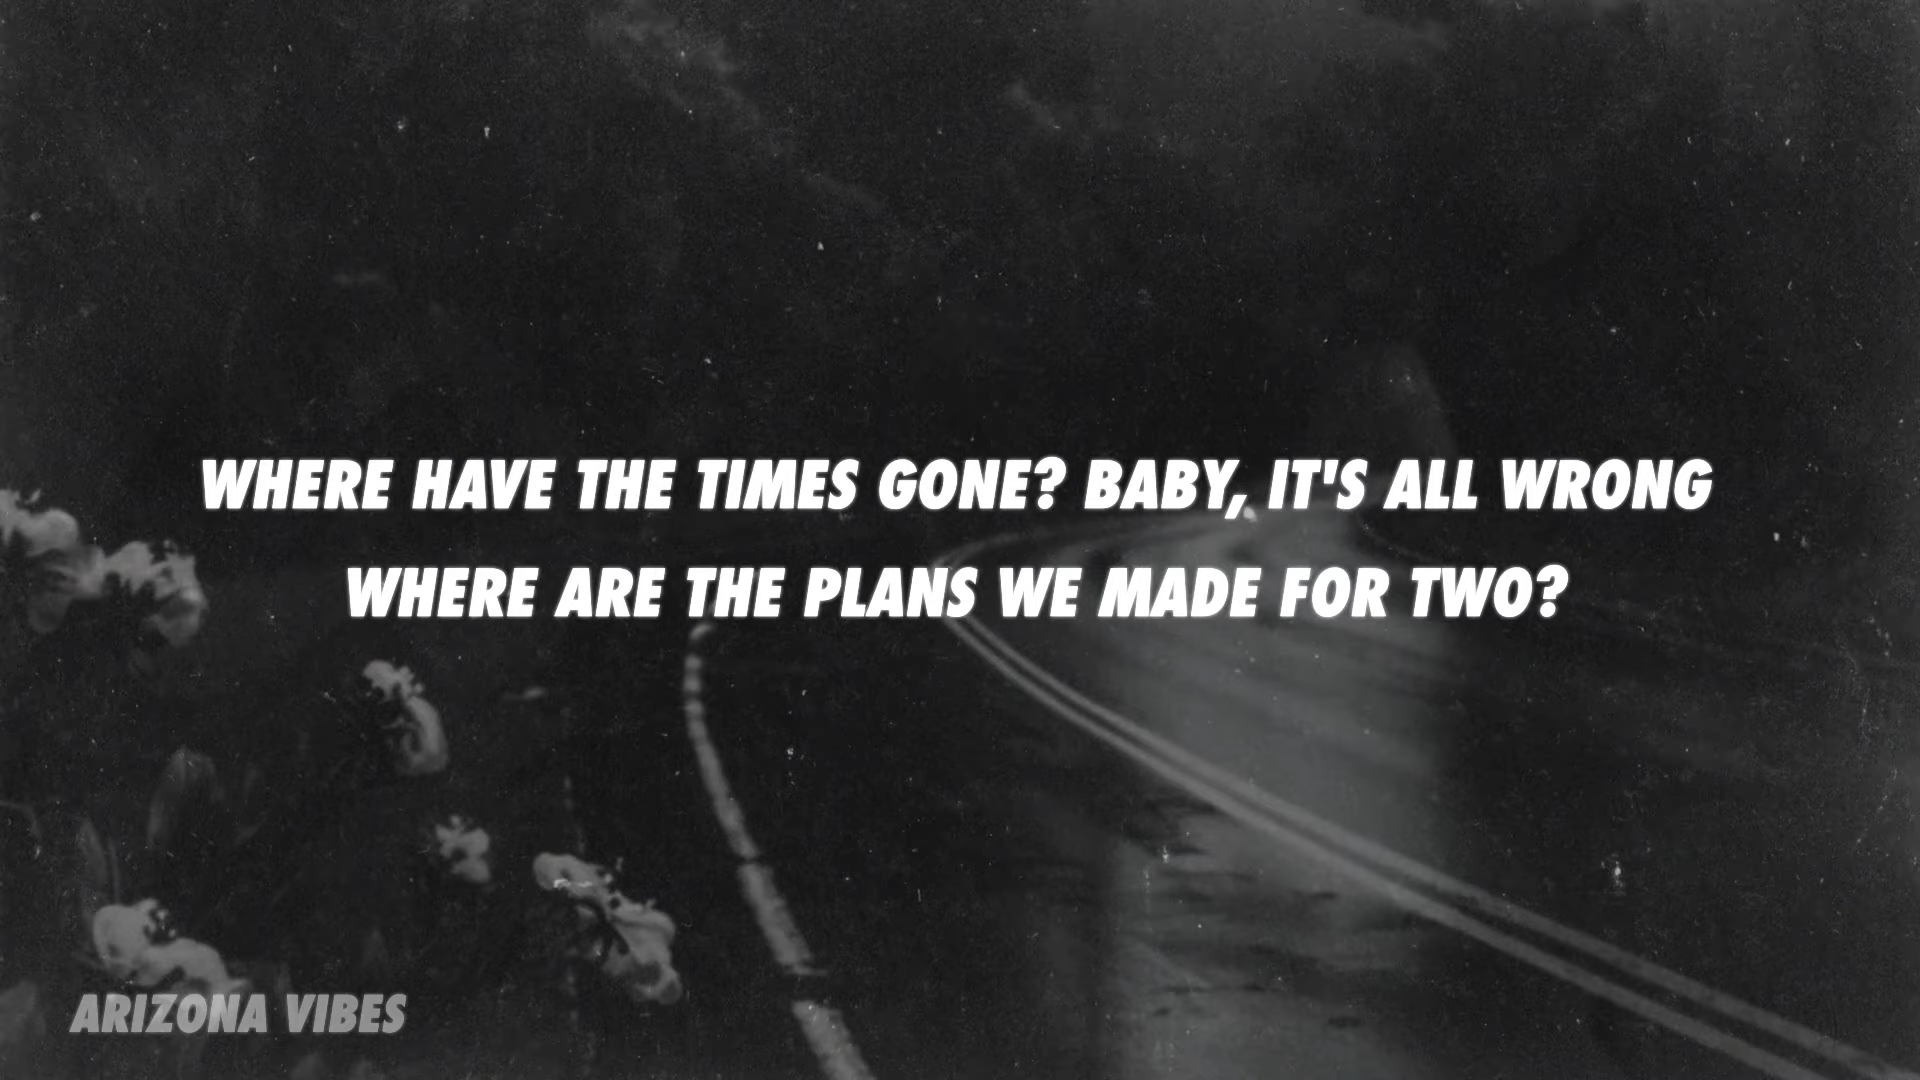 WHERE HAVE THE TIMES GONE? BABY, IT'S ALL WRONG
WHERE ARE THE PLANS WE MADE FOR TWO?
ARIZONA VIBES